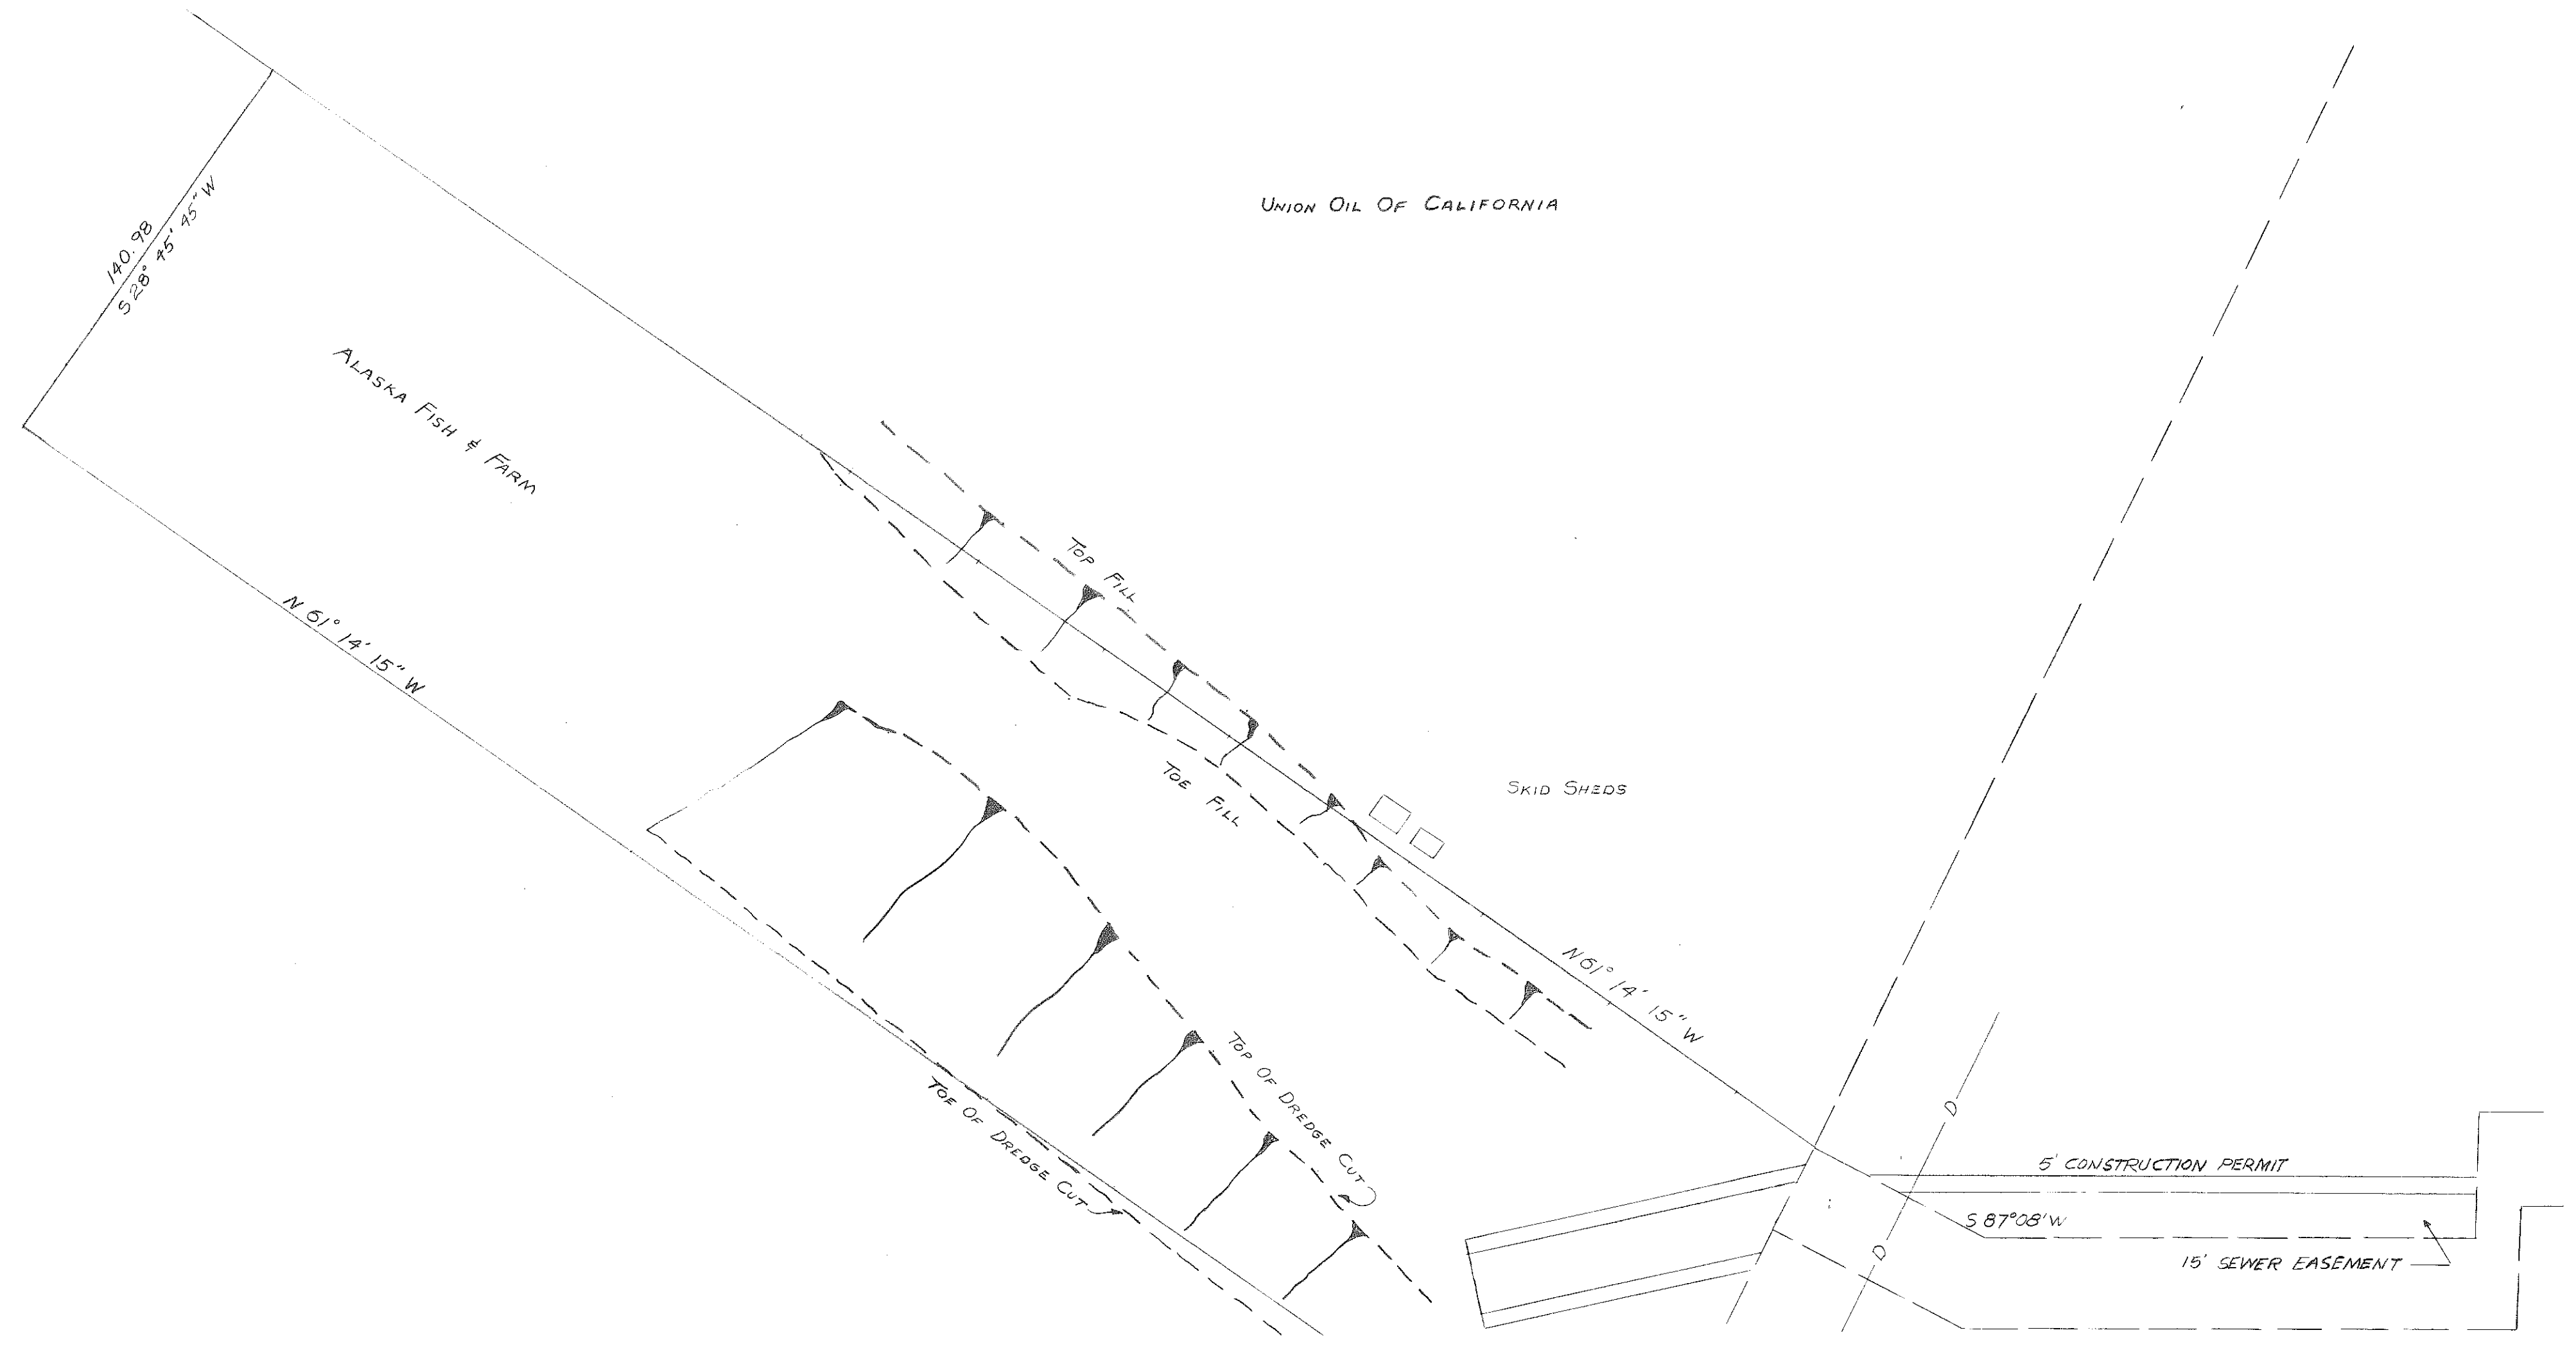 UNION OIL OF CALIFORNIA
140.98
S 28° 45' 45" W
ALASKA FISH & FARM
TOP FILL
N 61° 14' 15" W
TOE FILL
SKID SHEDS
N 61° 14' 15" W
TOP OF DREDGE CUT
TOE OF DREDGE CUT
D
5' CONSTRUCTION PERMIT
S 87°08' W
D
15' SEWER EASEMENT